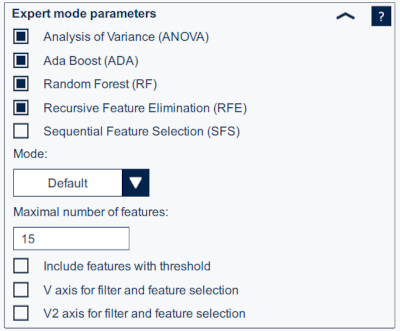 Expert mode parameters
?
Analysis of Variance (ANOVA)
Ada Boost (ADA)
Random Forest (RF)
Recursive Feature Elimination (RFE)
Sequential Feature Selection (SFS)
Mode:
Default
Maximal number of features:
15
Include features with threshold
V axis for filter and feature selection
V2 axis for filter and feature selection